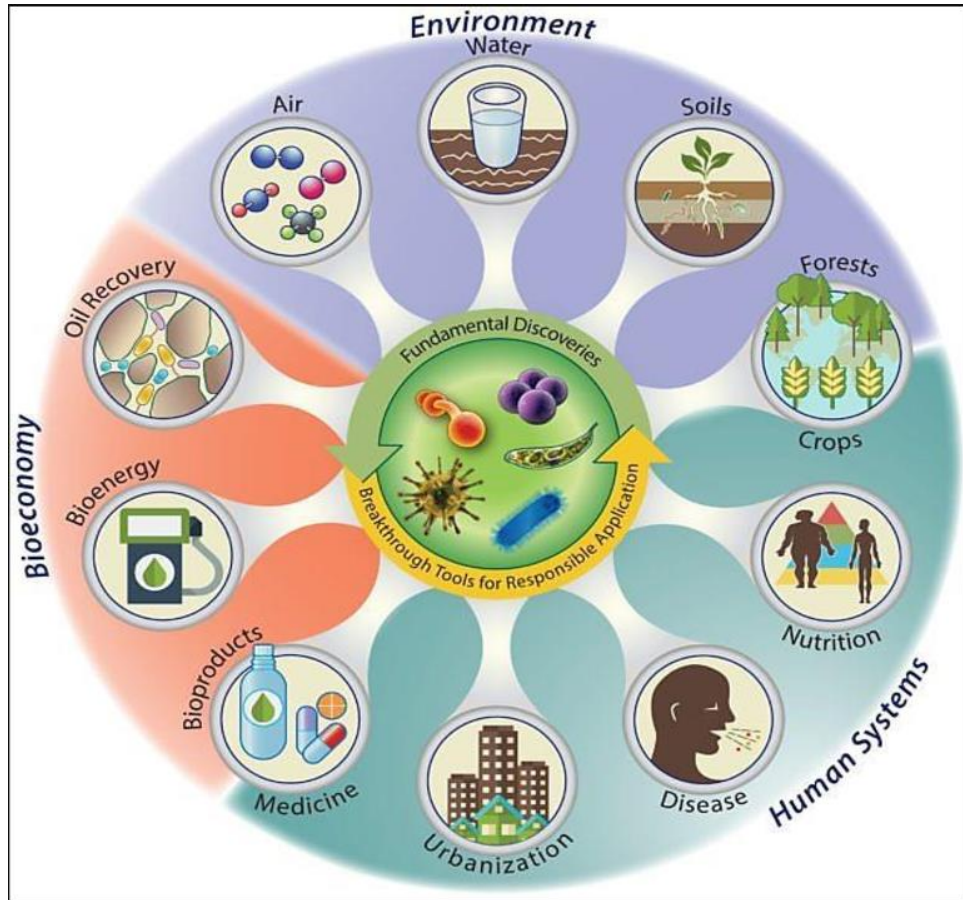 Environment
Water
Air
Soils
Forests
Crops
Nutrition
Human Systems
Disease
Urbanization
Medicine
Bioproducts
Bioenergy
Oil Recovery
Bioeconomy
Fundamental Discoveries
Breakthrough Tools for Responsible Application